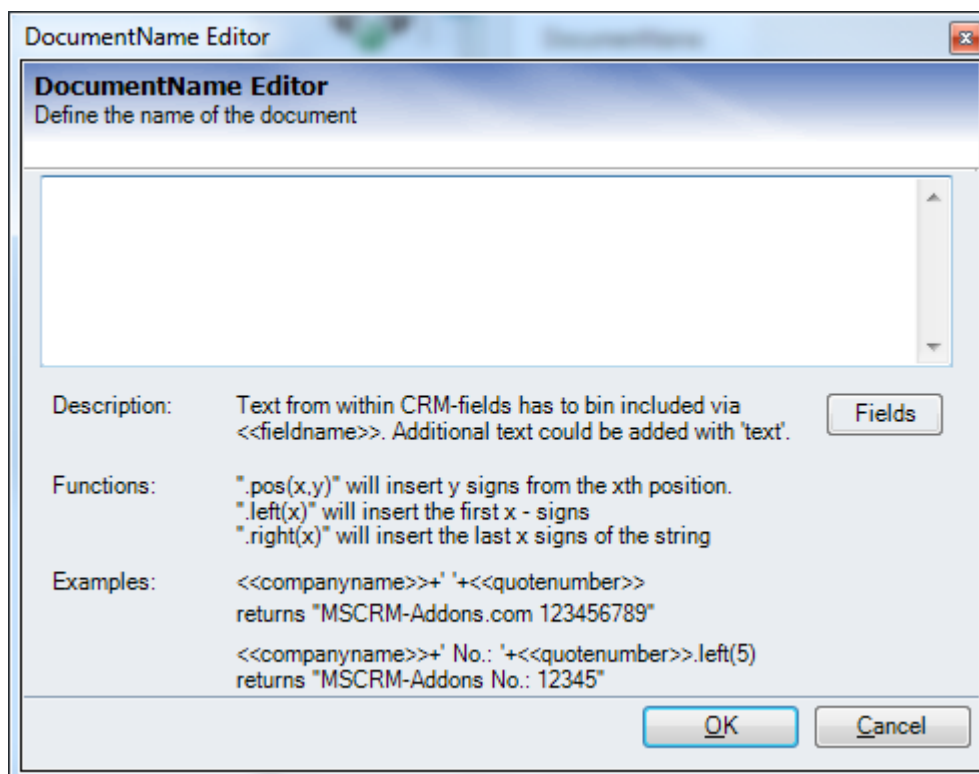 DocumentName Editor
DocumentName Editor
Define the name of the document
Description:
Text from within CRM-fields has to bin included via
<<fieldname>>. Additional text could be added with 'text'.
Fields
Functions:
".pos(x,y)" will insert y signs from the xth position.
".left(x)" will insert the first x - signs
".right(x)" will insert the last x signs of the string
Examples:
<<companyname>>+' '+<<quotenumber>>
returns "MSCRM-Addons.com 123456789"
<<companyname>>+' No.: '+<<quotenumber>>.left(5)
returns "MSCRM-Addons No.: 12345"
OK
Cancel